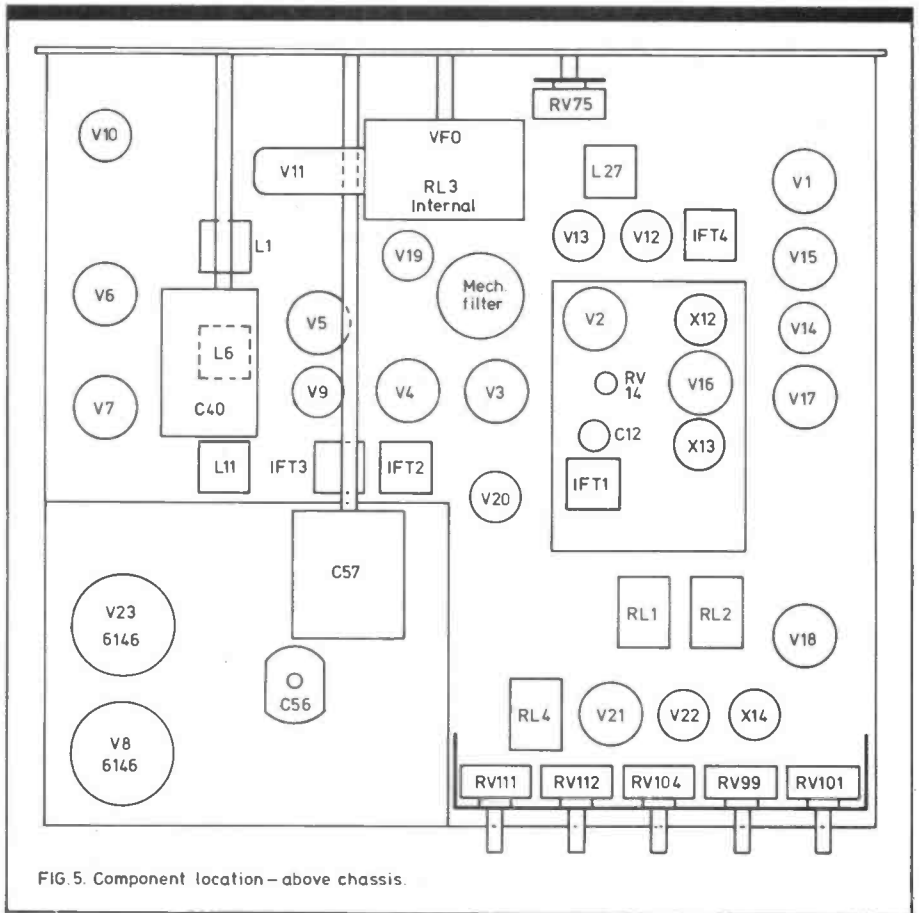 RV75
V10
VFO
V11
RL3
Internal
L27
V1
V13
V12
IFT4
L1
V19
V15
V6
Mech.
filter
V5
V2
X12
V14
L6
V7
C40
V9
V4
V3
RV
14
V16
V17
C12
X13
L11
IFT3
IFT2
IFT1
V20
C57
V23
6146
RL1
RL2
V18
C56
V8
6146
RL4
V21
V22
X14
RV111
RV112
RV104
RV99
RV101
FIG.5. Component location – above chassis.